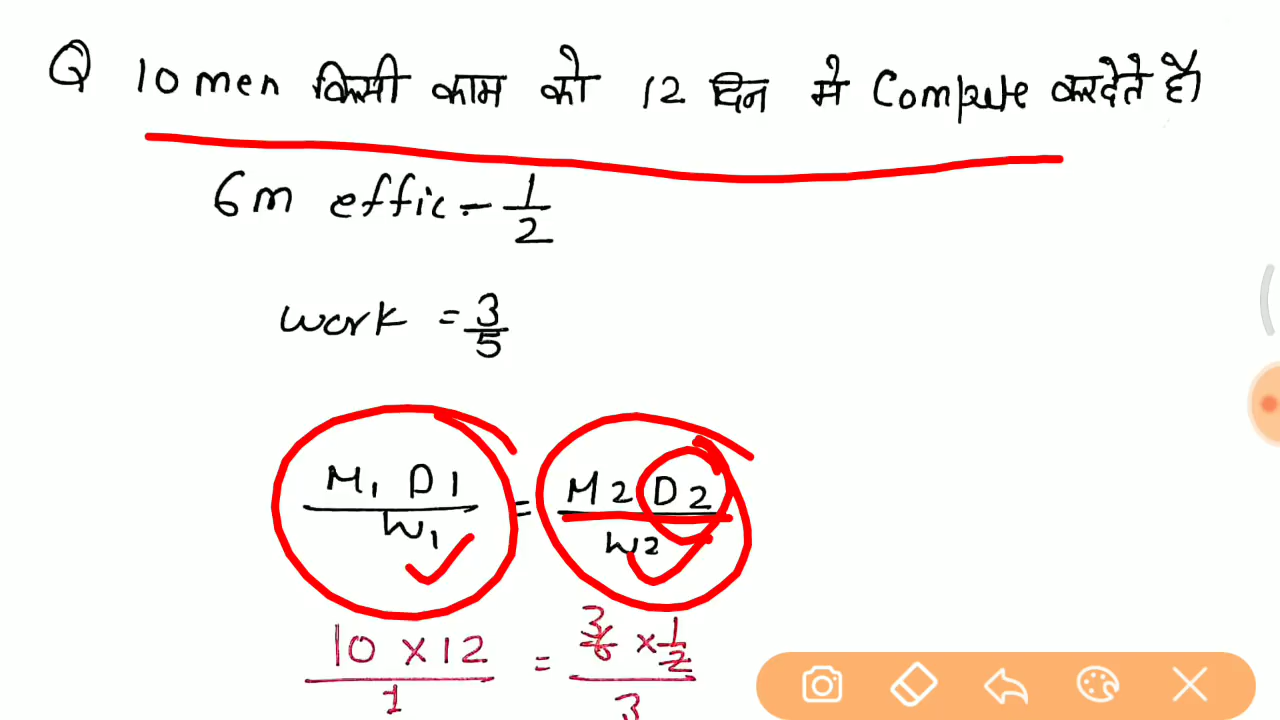 Q 10 men किसी काम को 12 दिन मे Compelete करदेते है।
6m effic - 1/2
work = 3/5
M1 D1 / W1 = M2 D2 / W2
10 x 12 / 1 = 6 3 x 1/2 / 3